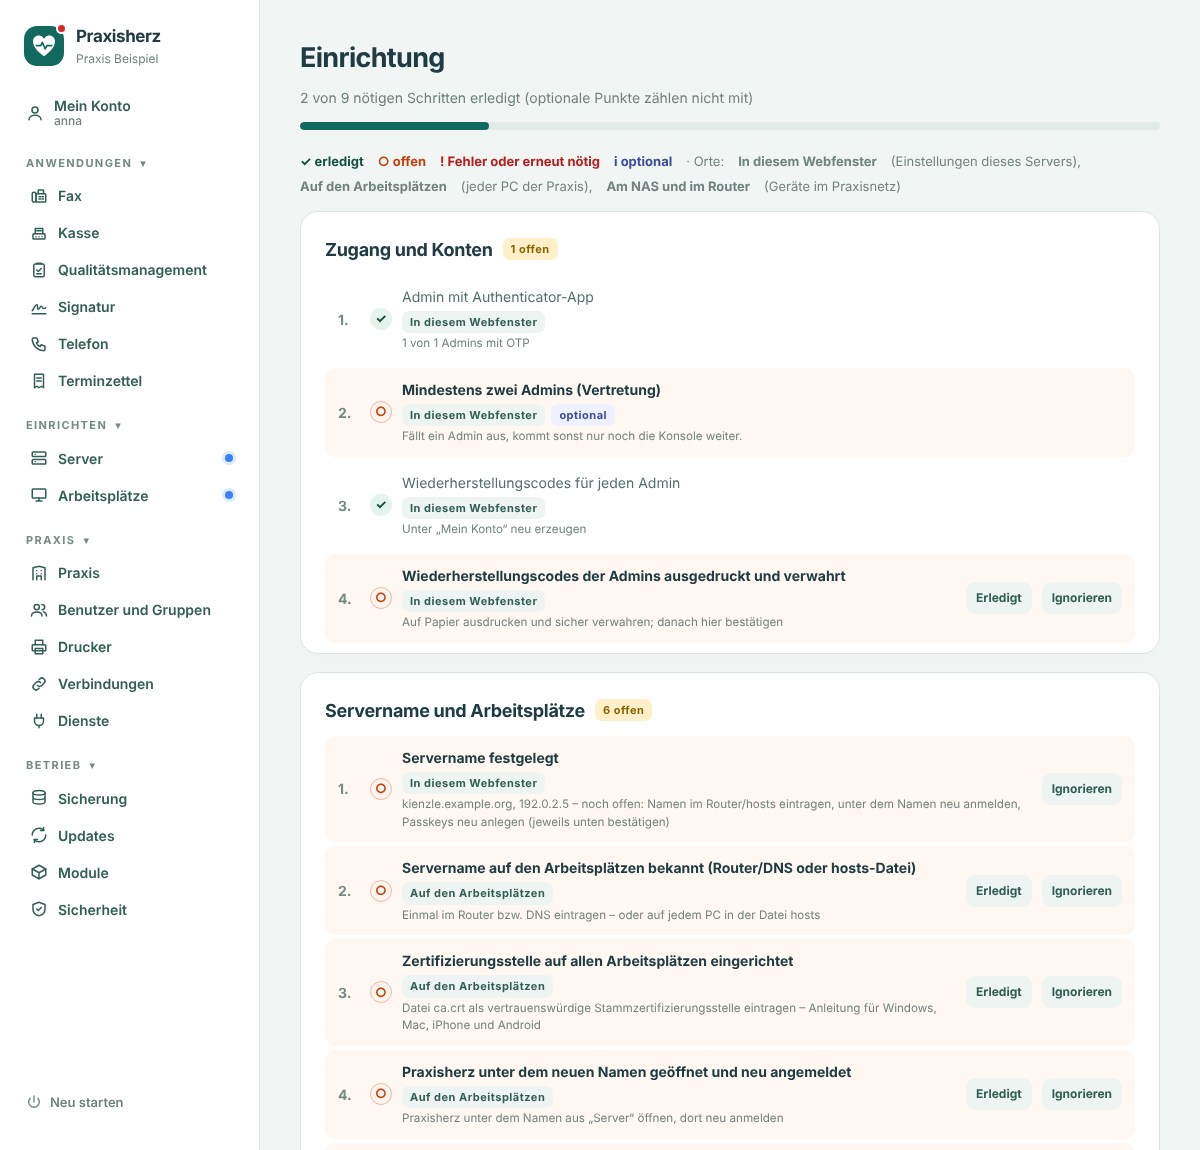 Praxisherz
Praxis Beispiel
Mein Konto
anna
ANWENDUNGEN ▾
Fax
Kasse
Qualitätsmanagement
Signatur
Telefon
Terminzettel
EINRICHTEN ▾
Server
Arbeitsplätze
PRAXIS ▾
Praxis
Benutzer und Gruppen
Drucker
Verbindungen
Dienste
BETRIEB ▾
Sicherung
Updates
Module
Sicherheit
Neu starten
Einrichtung
2 von 9 nötigen Schritten erledigt (optionale Punkte zählen nicht mit)
✓ erledigt O offen ! Fehler oder erneut nötig i optional · Orte: In diesem Webfenster (Einstellungen dieses Servers),
Auf den Arbeitsplätzen (jeder PC der Praxis), Am NAS und im Router (Geräte im Praxisnetz)
Zugang und Konten 1 offen
1.
Admin mit Authenticator-App
In diesem Webfenster
1 von 1 Admins mit OTP
2.
Mindestens zwei Admins (Vertretung)
In diesem Webfenster optional
Fällt ein Admin aus, kommt sonst nur noch die Konsole weiter.
3.
Wiederherstellungscodes für jeden Admin
In diesem Webfenster
Unter „Mein Konto“ neu erzeugen
4.
Wiederherstellungscodes der Admins ausgedruckt und verwahrt
In diesem Webfenster
Auf Papier ausdrucken und sicher verwahren; danach hier bestätigen
Erledigt Ignorieren
Servername und Arbeitsplätze 6 offen
1.
Servername festgelegt
In diesem Webfenster
kienzle.example.org, 192.0.2.5 – noch offen: Namen im Router/hosts eintragen, unter dem Namen neu anmelden,
Passkeys neu anlegen (jeweils unten bestätigen)
Ignorieren
2.
Servername auf den Arbeitsplätzen bekannt (Router/DNS oder hosts-Datei)
Auf den Arbeitsplätzen
Einmal im Router bzw. DNS eintragen – oder auf jedem PC in der Datei hosts
Erledigt Ignorieren
3.
Zertifizierungsstelle auf allen Arbeitsplätzen eingerichtet
Auf den Arbeitsplätzen
Datei ca.crt als vertrauenswürdige Stammzertifizierungsstelle eintragen – Anleitung für Windows,
Mac, iPhone und Android
Erledigt Ignorieren
4.
Praxisherz unter dem neuen Namen geöffnet und neu angemeldet
Auf den Arbeitsplätzen
Praxisherz unter dem Namen aus „Server“ öffnen, dort neu anmelden
Erledigt Ignorieren